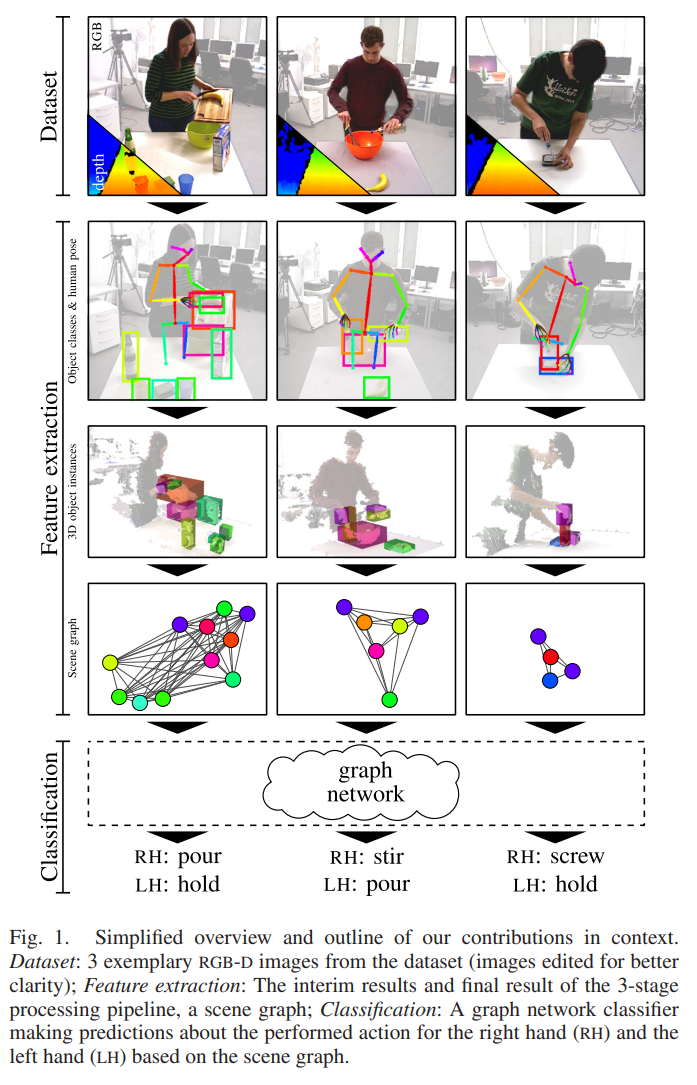 Dataset
RGB
depth
Feature extraction
Object classes & human pose
3D object instances
Scene graph
Classification
graph
network
RH: pour
LH: hold
RH: stir
LH: pour
RH: screw
LH: hold
Fig. 1. Simplified overview and outline of our contributions in context.
Dataset: 3 exemplary RGB-D images from the dataset (images edited for better
clarity); Feature extraction: The interim results and final result of the 3-stage
processing pipeline, a scene graph; Classification: A graph network classifier
making predictions about the performed action for the right hand (RH) and the
left hand (LH) based on the scene graph.